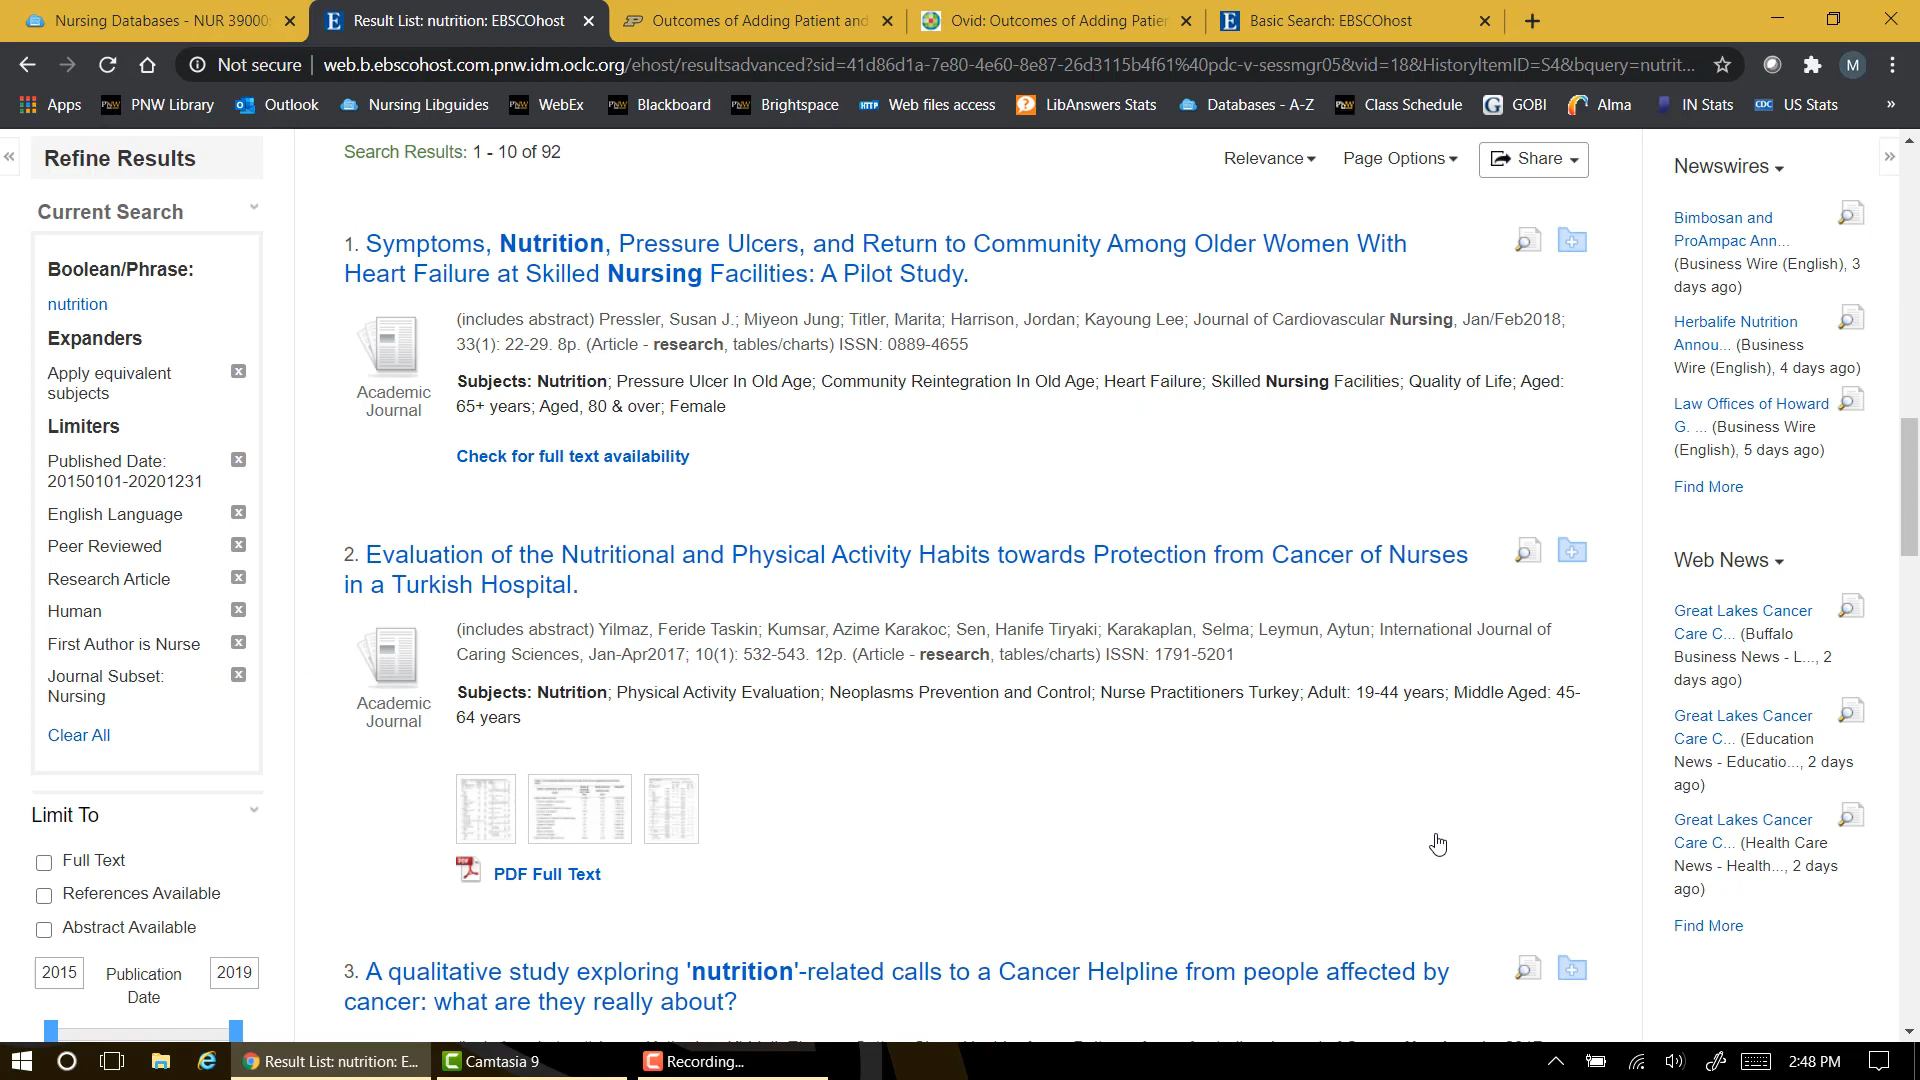 Nursing Databases - NUR 39000
Result List: nutrition: EBSCOhost
Outcomes of Adding Patient and
Ovid: Outcomes of Adding Patien
Basic Search: EBSCOhost
Not secure
web.b.ebscohost.com.pnw.idm.oclc.org/ehost/resultsadvanced?sid=41d86d1a-7e80-4e60-8e87-26d3115b4f61%40pdc-v-sessmgr05&vid=18&HistoryItemID=S4&bquery=nutrit...
M
Apps
PNW Library
Outlook
Nursing Libguides
WebEx
Blackboard
Brightspace
Web files access
LibAnswers Stats
Databases - A-Z
Class Schedule
GOBI
Alma
IN Stats
US Stats
Refine Results
Current Search
Boolean/Phrase:
nutrition
Expanders
Apply equivalent
subjects
Limiters
Published Date:
20150101-20201231
English Language
Peer Reviewed
Research Article
Human
First Author is Nurse
Journal Subset:
Nursing
Clear All
Limit To
Full Text
References Available
Abstract Available
2015
Publication
Date
2019
Search Results: 1 - 10 of 92
Relevance
Page Options
Share
1. Symptoms, Nutrition, Pressure Ulcers, and Return to Community Among Older Women With
Heart Failure at Skilled Nursing Facilities: A Pilot Study.
Academic
Journal
(includes abstract) Pressler, Susan J.; Miyeon Jung; Titler, Marita; Harrison, Jordan; Kayoung Lee; Journal of Cardiovascular Nursing, Jan/Feb2018;
33(1): 22-29. 8p. (Article - research, tables/charts) ISSN: 0889-4655
Subjects: Nutrition; Pressure Ulcer In Old Age; Community Reintegration In Old Age; Heart Failure; Skilled Nursing Facilities; Quality of Life; Aged:
65+ years; Aged, 80 & over; Female
Check for full text availability
2. Evaluation of the Nutritional and Physical Activity Habits towards Protection from Cancer of Nurses
in a Turkish Hospital.
Academic
Journal
(includes abstract) Yilmaz, Feride Taskin; Kumsar, Azime Karakoc; Sen, Hanife Tiryaki; Karakaplan, Selma; Leymun, Aytun; International Journal of
Caring Sciences, Jan-Apr2017; 10(1): 532-543. 12p. (Article - research, tables/charts) ISSN: 1791-5201
Subjects: Nutrition; Physical Activity Evaluation; Neoplasms Prevention and Control; Nurse Practitioners Turkey; Adult: 19-44 years; Middle Aged: 45-
64 years
PDF Full Text
3. A qualitative study exploring 'nutrition'-related calls to a Cancer Helpline from people affected by
cancer: what are they really about?
Newswires
Bimbosan and
ProAmpac Ann...
(Business Wire (English), 3
days ago)
Herbalife Nutrition
Annou... (Business
Wire (English), 4 days ago)
Law Offices of Howard
G. ... (Business Wire
(English), 5 days ago)
Find More
Web News
Great Lakes Cancer
Care C... (Buffalo
Business News - L..., 2
days ago)
Great Lakes Cancer
Care C... (Education
News - Educatio..., 2 days
ago)
Great Lakes Cancer
Care C... (Health Care
News - Health..., 2 days
ago)
Find More
Result List: nutrition: E...
Camtasia 9
Recording...
2:48 PM